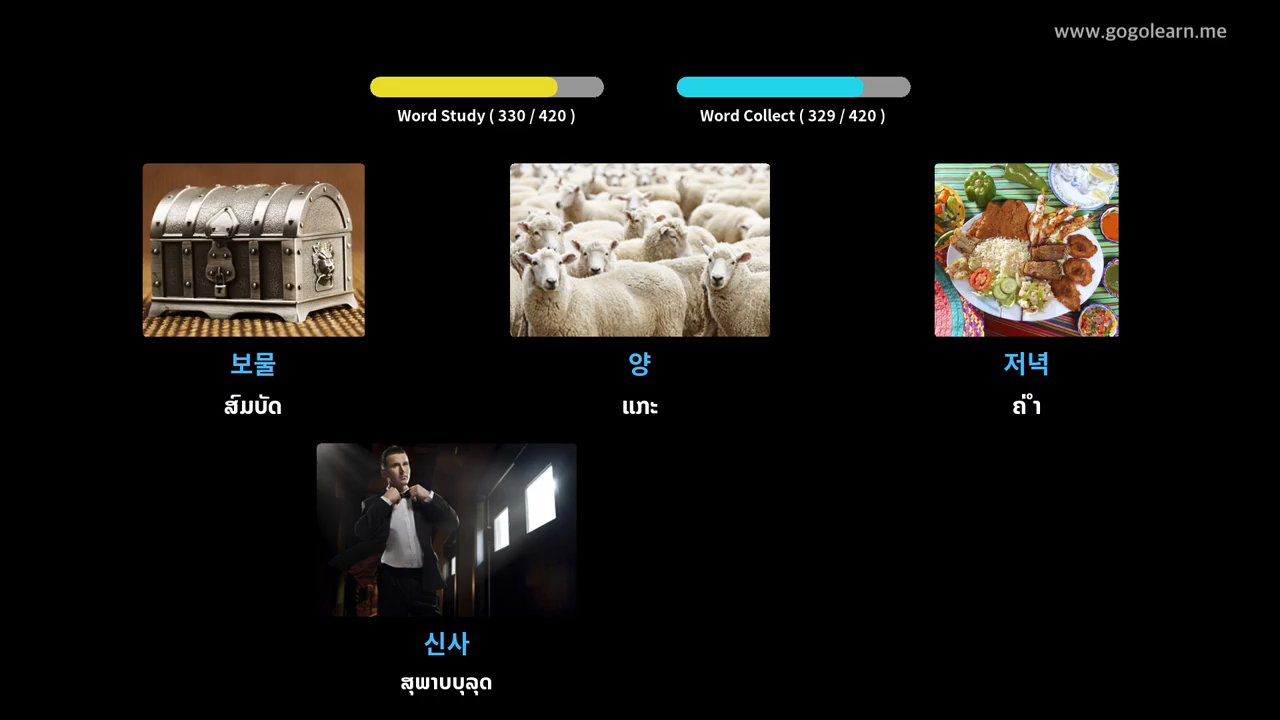 www.gogolearn.me
Word Study ( 330 / 420 )
Word Collect ( 329 / 420 )
보물
ສົມບັດ
양
ແກະ
저녁
ຄ່ຳ
신사
ສຸພາບບຸລຸດ